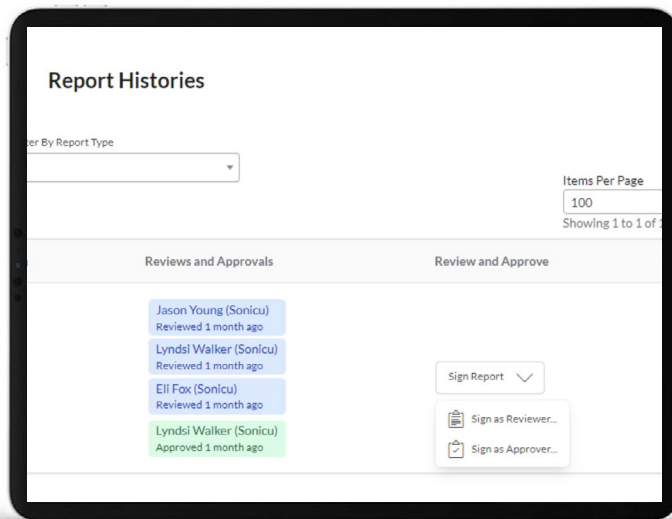 Report Histories
ter By Report Type
Items Per Page
100
Showing 1 to 1 of 1
Reviews and Approvals
Review and Approve
Jason Young (Sonicu)
Reviewed 1 month ago
Lyndsi Walker (Sonicu)
Reviewed 1 month ago
Eli Fox (Sonicu)
Reviewed 1 month ago
Lyndsi Walker (Sonicu)
Approved 1 month ago
Sign Report
Sign as Reviewer...
Sign as Approver...